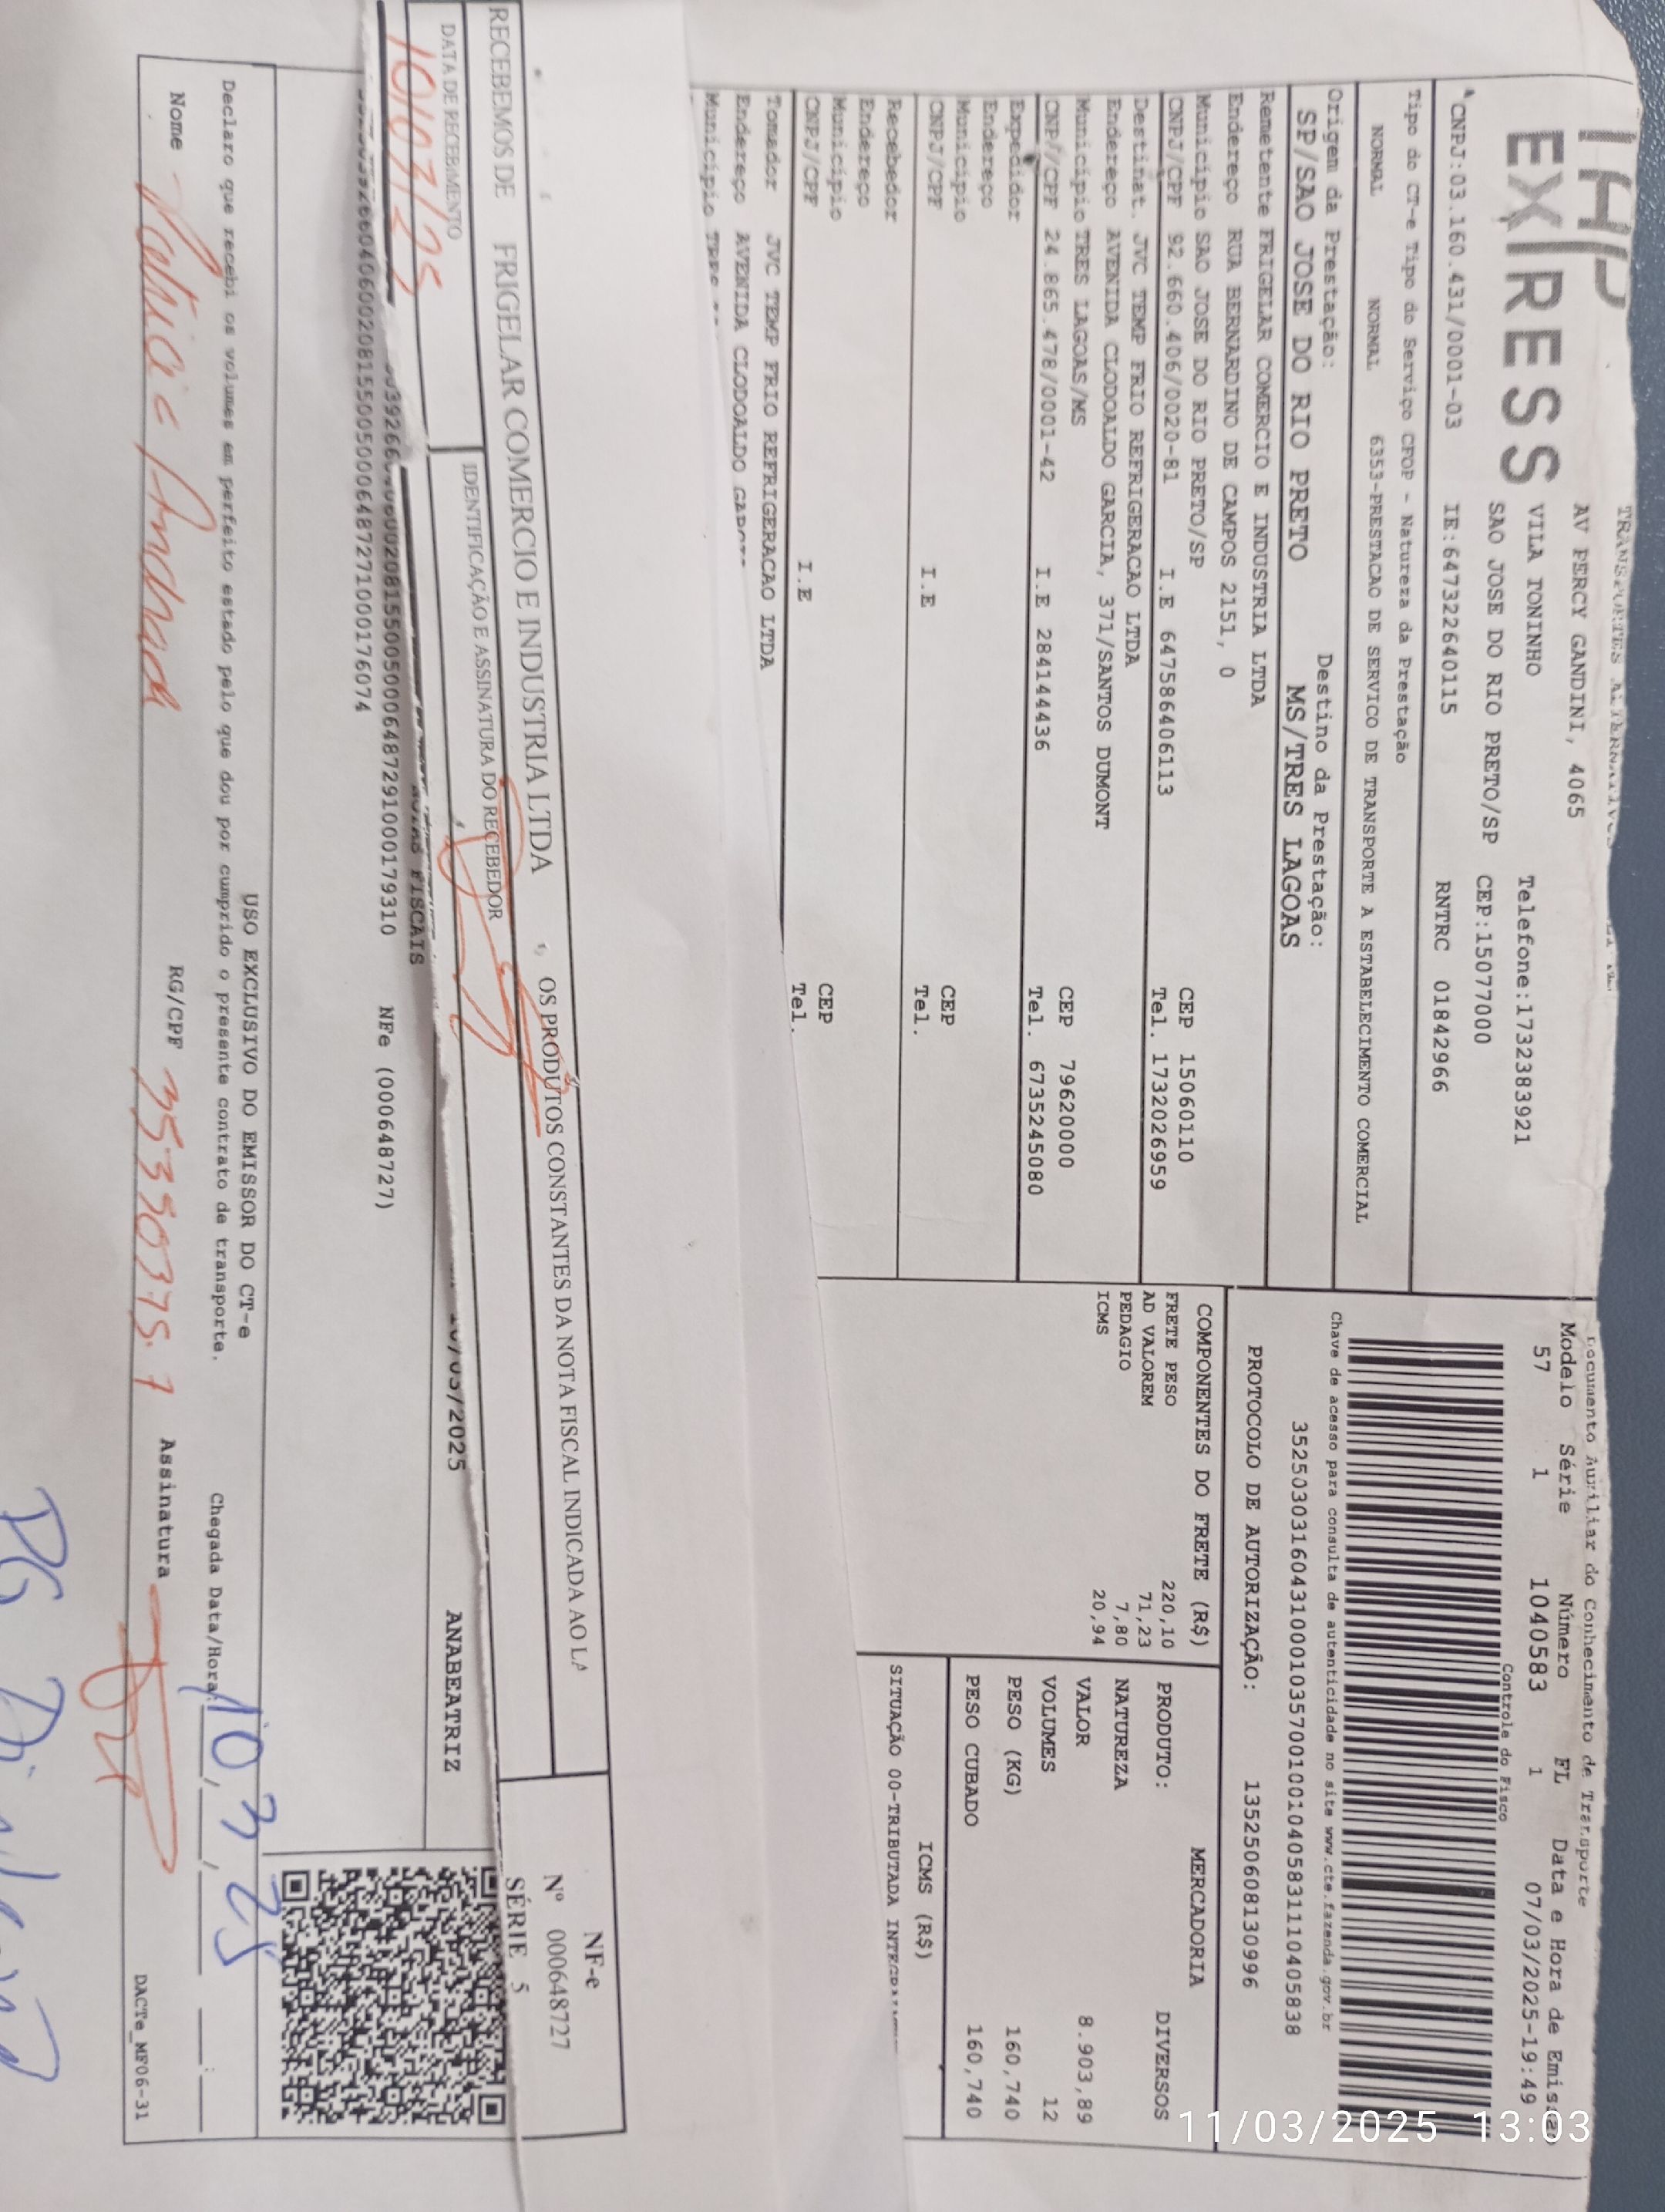 EXPRESS
AV PERCY GANDINI, 4065
VILA TONINHO
Telefone:1732383921
SAO JOSE DO RIO PRETO/SP CEP:15077000
CNPJ:03.160.431/0001-03 IE:647322640115 RNTRC 01842966
Documento Auxiliar do Conhecimento de Transporte
Modelo Série Número FL Data e Hora de Emissão
57 1 1040583 1 07/03/2025-19:49
Controle do Fisco
Tipo do CT-e Tipo do Serviço CFOP - Natureza da Prestação
NORMAL NORMAL 6353-PRESTACAO DE SERVICO DE TRANSPORTE A ESTABELECIMENTO COMERCIAL
Chave de acesso para consulta de autenticidade no site www.cte.fazenda.gov.br
35250303160431000103570010010405831110405838
Origem da Prestação: Destino da Prestação:
SP/SAO JOSE DO RIO PRETO MS/TRES LAGOAS
PROTOCOLO DE AUTORIZAÇÃO: 135250608130996
Remetente FRIGELAR COMERCIO E INDUSTRIA LTDA
Endereço RUA BERNARDINO DE CAMPOS 2151, 0
Município SAO JOSE DO RIO PRETO/SP CEP 15060110
CNPJ/CPF 92.660.406/0020-81 I.E 647586406113 Tel. 1732026959
Destinat. JVC TEMP FRIO REFRIGERACAO LTDA
Endereço AVENIDA CLODOALDO GARCIA, 371/SANTOS DUMONT
Município TRES LAGOAS/MS CEP 79620000
CNPJ/CPF 24.865.478/0001-42 I.E 284144436 Tel. 6735245080
Expedidor
Endereço
Município CEP
CNPJ/CPF I.E Tel.
Recebedor
Endereço
Município CEP
CNPJ/CPF I.E Tel.
Tomador JVC TEMP FRIO REFRIGERACAO LTDA
Endereço AVENIDA CLODOALDO
Município
COMPONENTES DO FRETE (R$)
FRETE PESO 220,10
AD VALOREM 71,23
PEDAGIO 7,80
ICMS 20,94
MERCADORIA
PRODUTO: DIVERSOS
NATUREZA
VALOR 8.903,89
VOLUMES 12
PESO (KG) 160,740
PESO CUBADO 160,740
ICMS (R$)
SITUAÇÃO 00-TRIBUTADA
RECEBEMOS DE FRIGELAR COMERCIO E INDUSTRIA LTDA OS PRODUTOS CONSTANTES DA NOTA FISCAL INDICADA AO
NF-e
Nº 000648727
SÉRIE 5
DATA DE RECEBIMENTO
10/03/25
IDENTIFICAÇÃO E ASSINATURA DO RECEBEDOR
FISCAIS
ANABEATRIZ
NFe (000648727)
USO EXCLUSIVO DO EMISSOR DO CT-e
Declaro que recebi os volumes em perfeito estado pelo que dou por cumprido o presente contrato de transporte.
Chegada Data/Hora: 10/3/25
Nome RG/CPF Assinatura
DACTe_MF06-31
11/03/2025 13:03